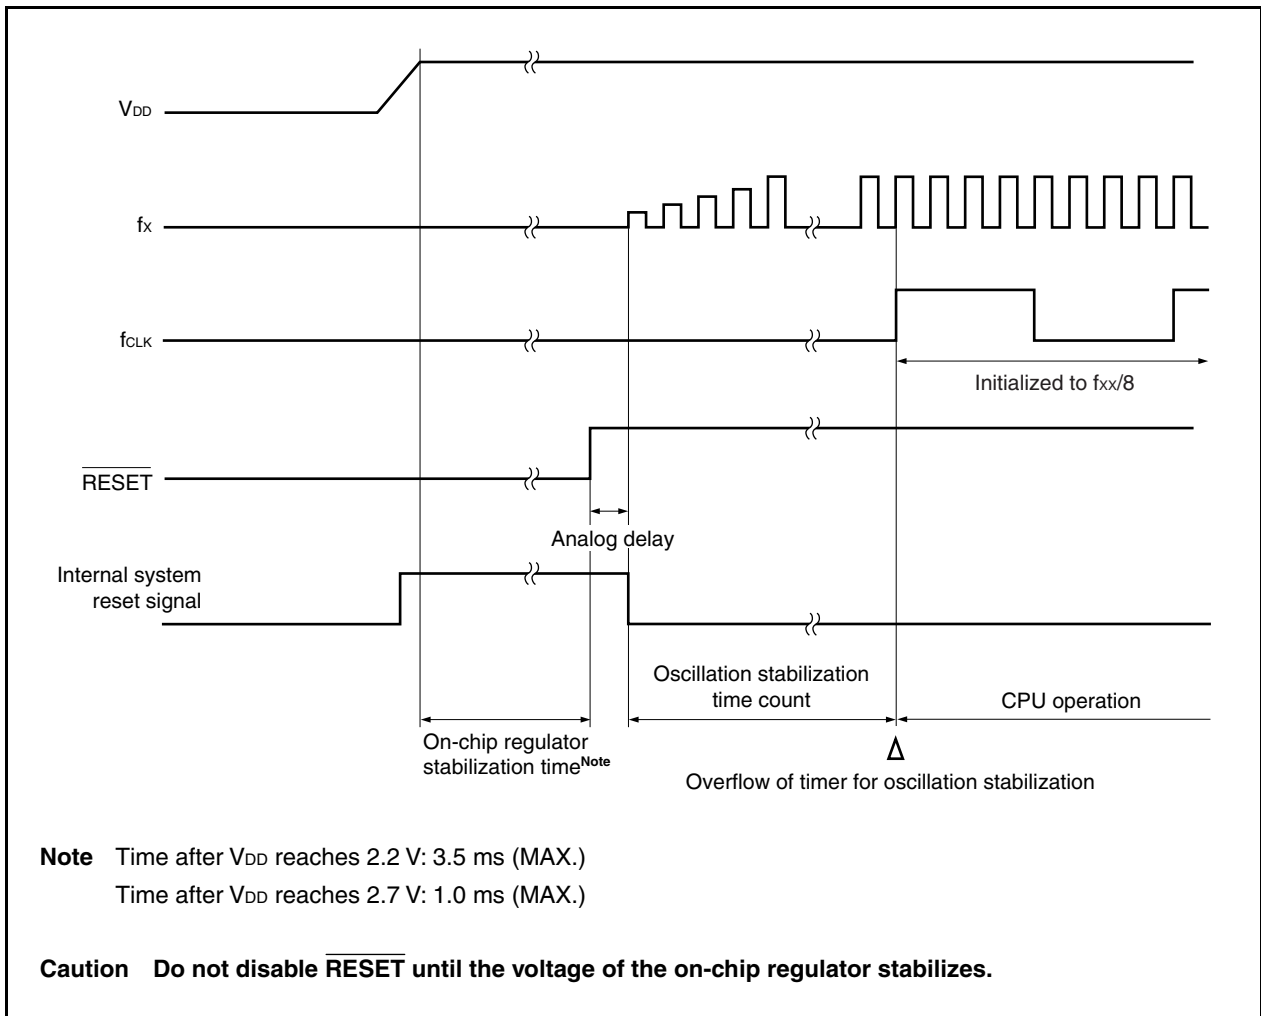 VDD
fX
fCLK
Initialized to fXX/8
RESET
Analog delay
Internal system
reset signal
Oscillation stabilization
time count
CPU operation
On-chip regulator
stabilization timeNote
Overflow of timer for oscillation stabilization
Note Time after VDD reaches 2.2 V: 3.5 ms (MAX.)
Time after VDD reaches 2.7 V: 1.0 ms (MAX.)
Caution Do not disable RESET until the voltage of the on-chip regulator stabilizes.